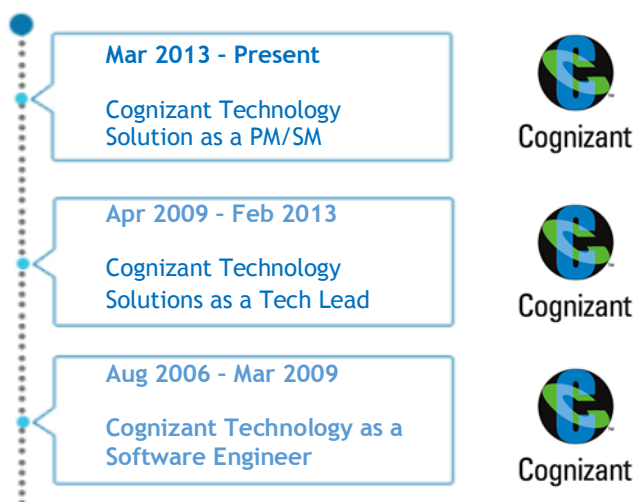 Mar 2013 – Present
Cognizant Technology
Solution as a PM/SM
Cognizant
Apr 2009 – Feb 2013
Cognizant Technology
Solutions as a Tech Lead
Cognizant
Aug 2006 – Mar 2009
Cognizant Technology as a
Software Engineer
Cognizant